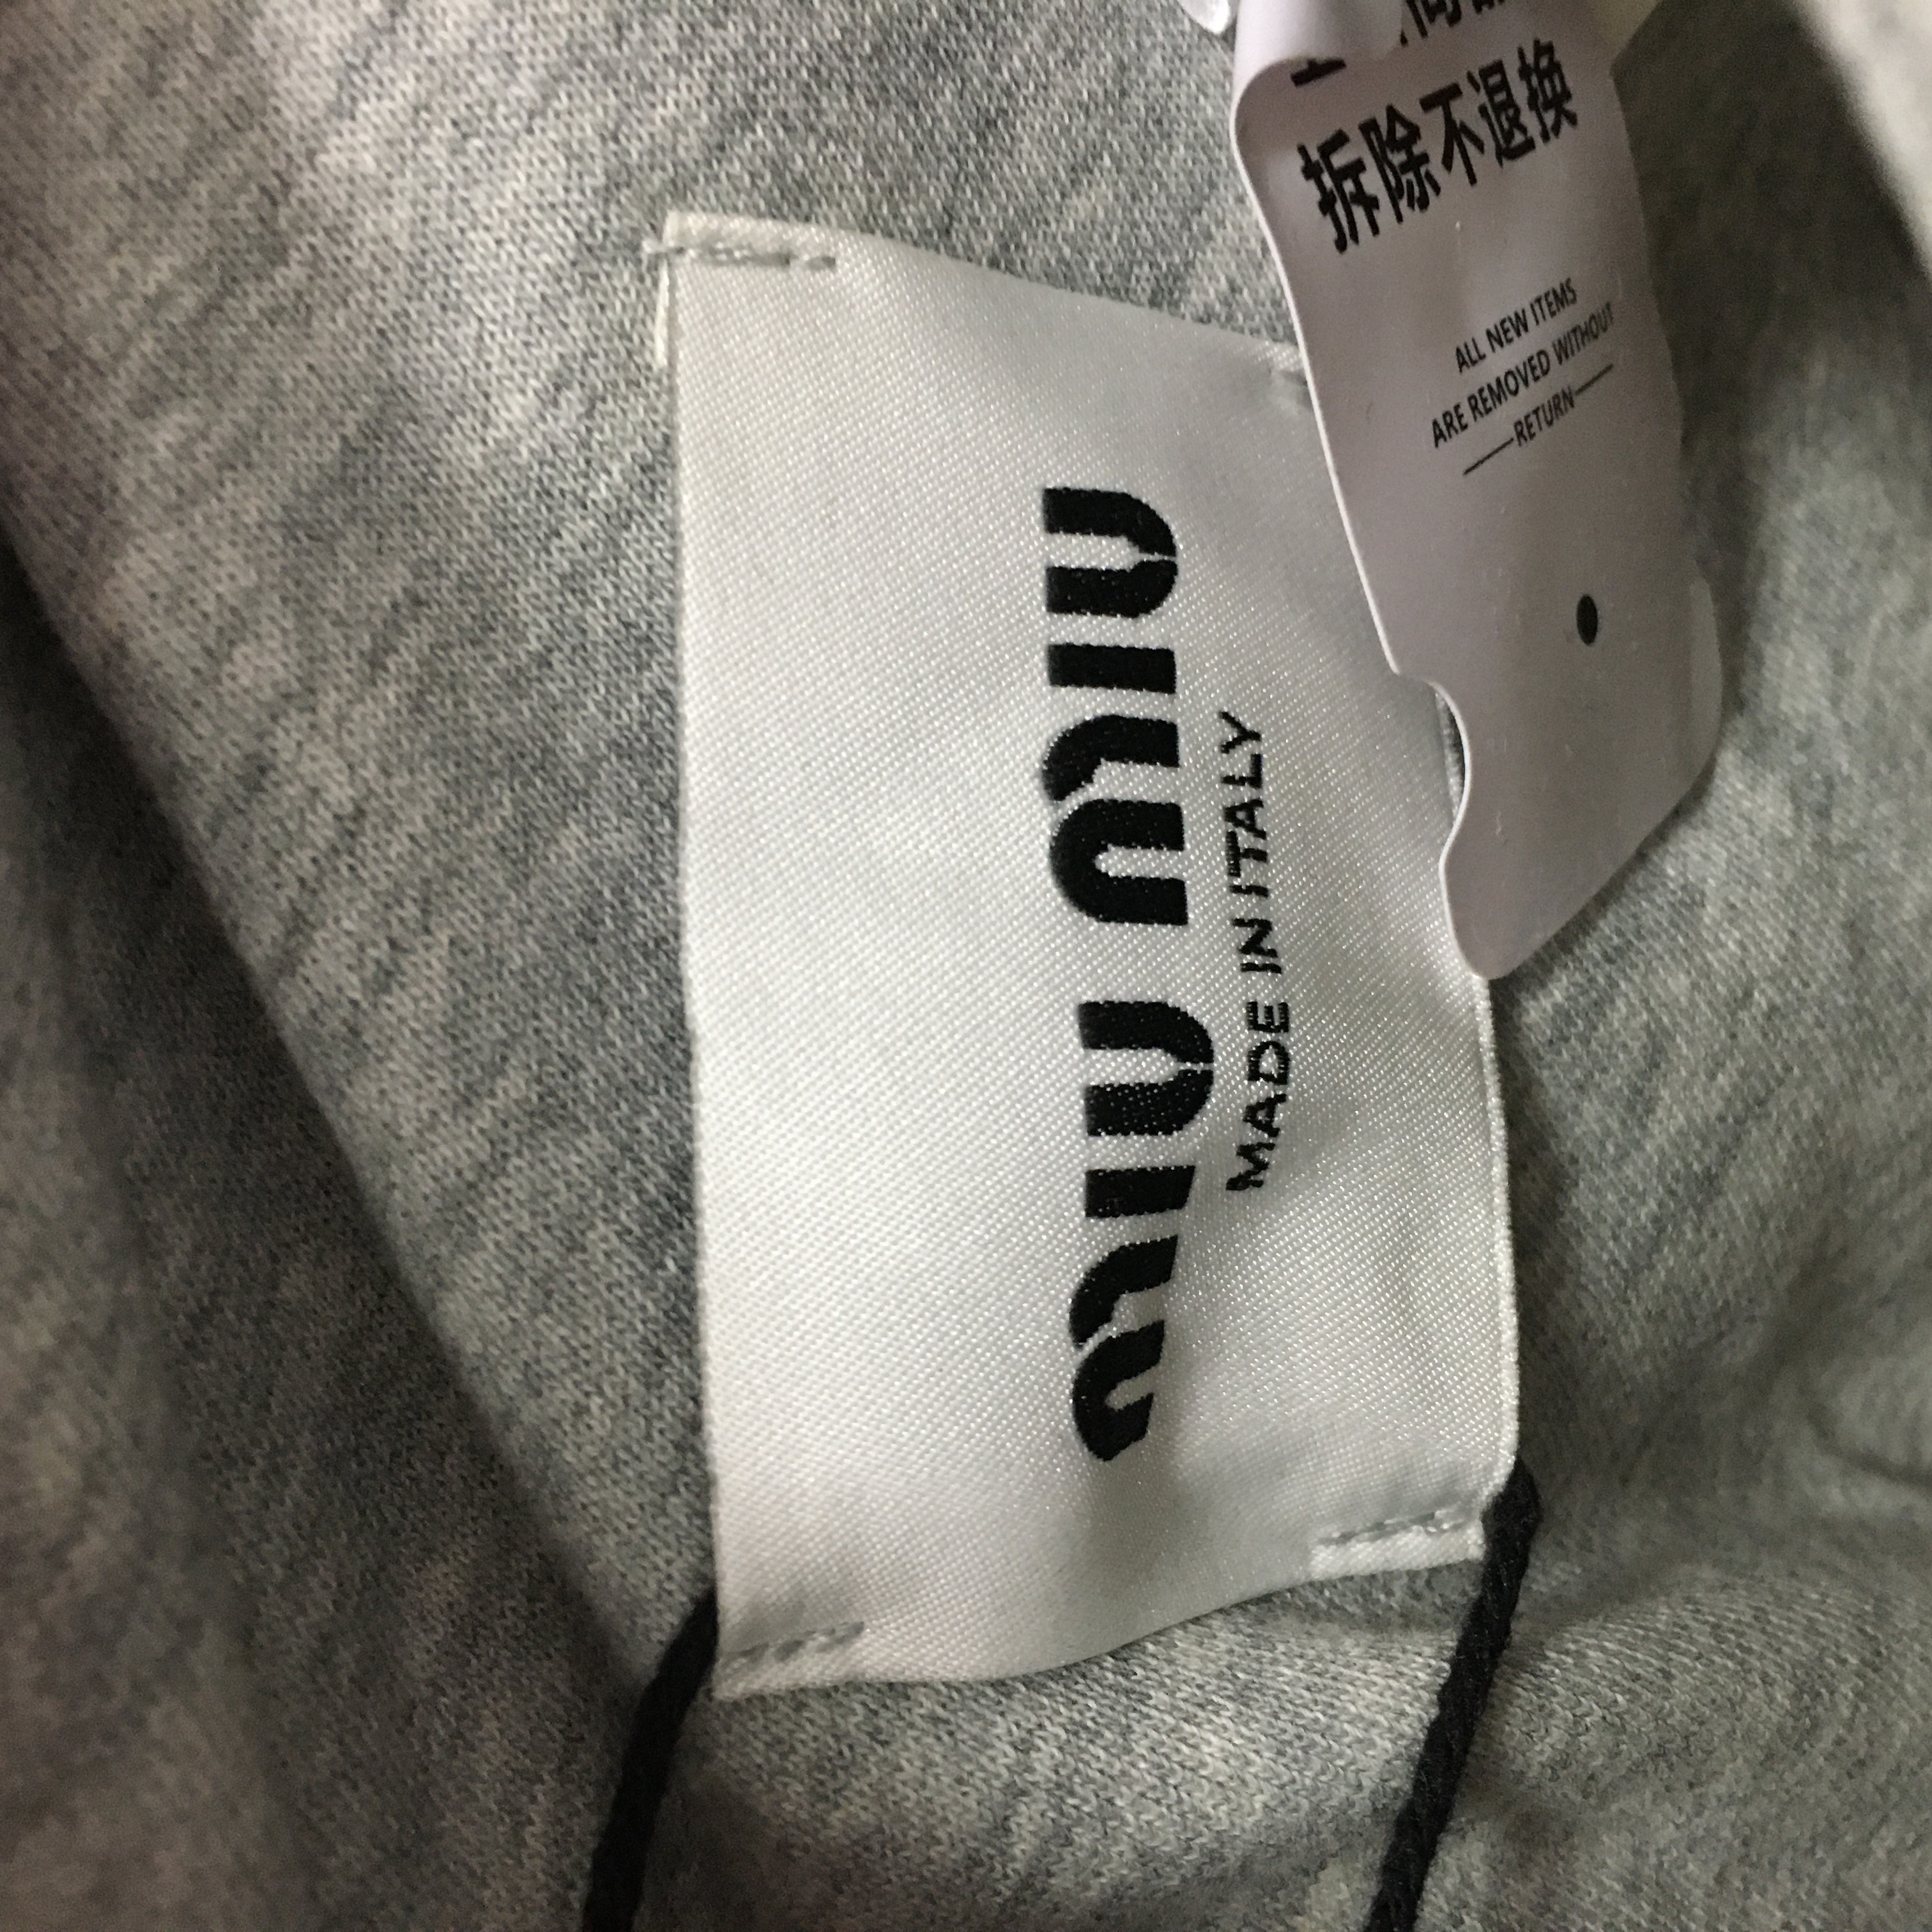 miu miu
MADE IN ITALY
拆除不退换
ALL NEW ITEMS
ARE REMOVED WITHOUT
RETURN